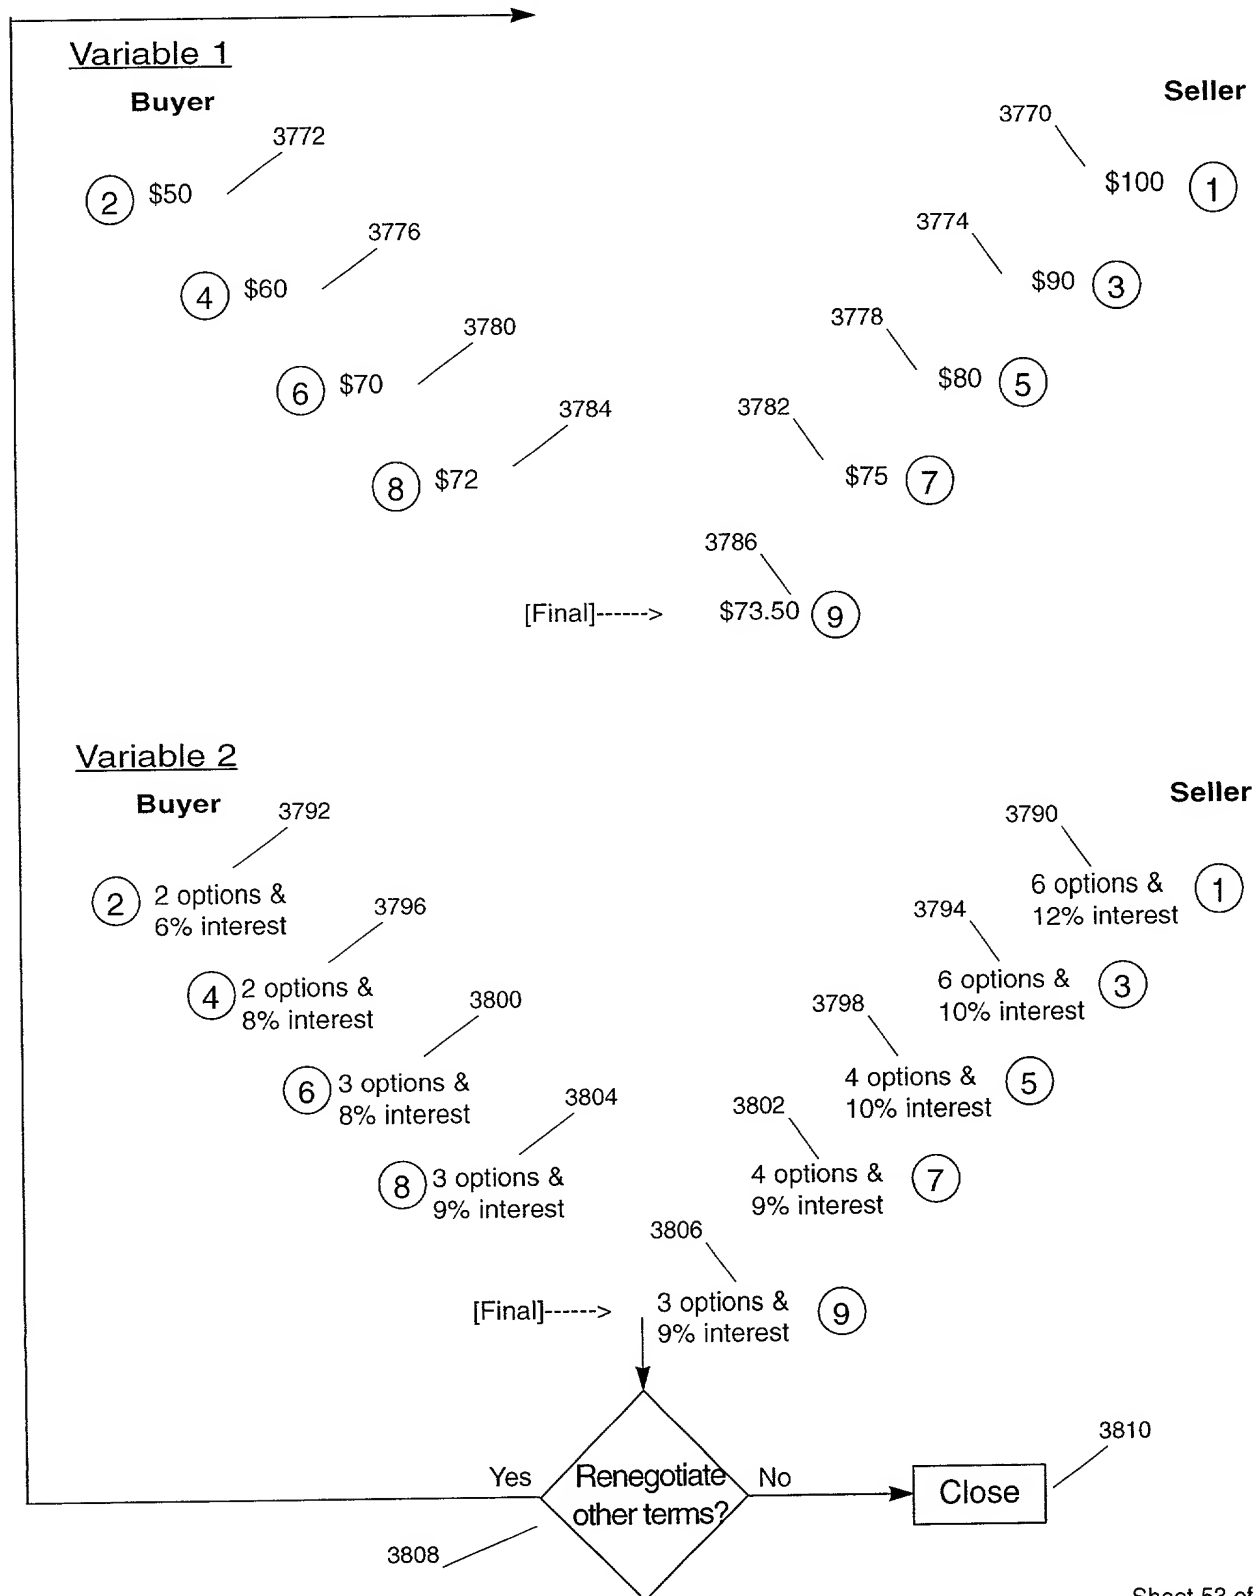 Variable 1
Buyer
Seller
3772
3770
2 $50
$100 1
3776
3774
4 $60
$90 3
3780
3778
6 $70
$80 5
3784
3782
8 $72
$75 7
3786
[Final]------> $73.50 9
Variable 2
Buyer
Seller
3792
3790
2 2 options &
6% interest
6 options & 1
12% interest
3796
3794
4 2 options &
8% interest
6 options & 3
10% interest
3800
3798
6 3 options &
8% interest
4 options & 5
10% interest
3804
3802
8 3 options &
9% interest
4 options & 7
9% interest
3806
[Final]------> 3 options & 9
9% interest
3810
Yes Renegotiate No
other terms?
Close
3808
Sheet 53 of